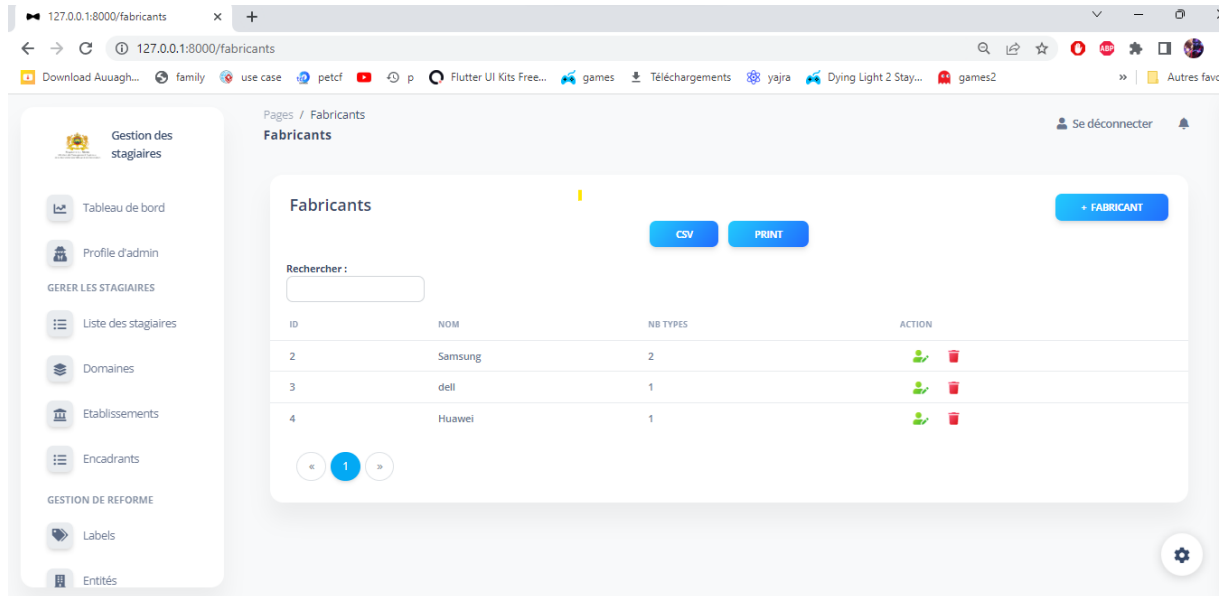 127.0.0.1:8000/fabricants
127.0.0.1:8000/fabricants
Download Auuagh... family use case petcf p Flutter UI Kits Free... games Téléchargements yajra Dying Light 2 Stay... games2 » Autres favo
Gestion des
stagiaires
Pages / Fabricants
Fabricants
Se déconnecter
Tableau de bord
Profile d'admin
GERER LES STAGIAIRES
Liste des stagiaires
Domaines
Etablissements
Encadrants
GESTION DE REFORME
Labels
Entités
Fabricants
+ FABRICANT
CSV PRINT
Rechercher :
ID NOM NB TYPES ACTION
2 Samsung 2
3 dell 1
4 Huawei 1
« 1 »